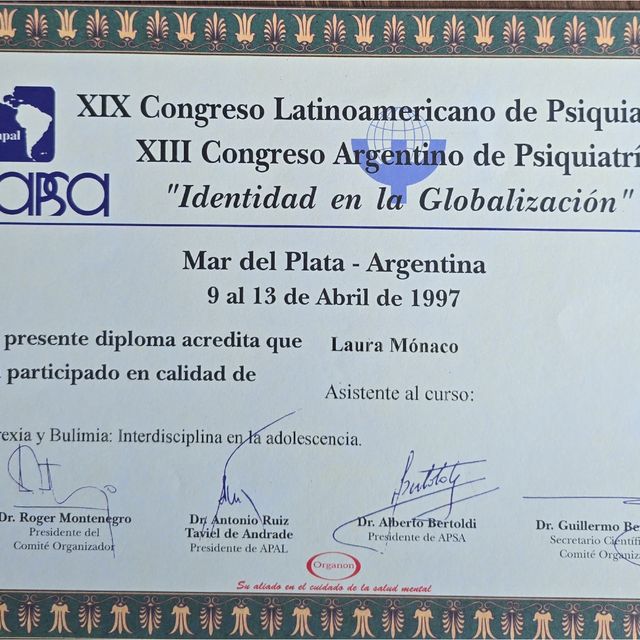 XIX Congreso Latinoamericano de Psiquia
apal
XIII Congreso Argentino de Psiquiatrí
APSA
"Identidad en la Globalización"
Mar del Plata - Argentina
9 al 13 de Abril de 1997
presente diploma acredita que Laura Mónaco
participado en calidad de
Asistente al curso:
rexia y Bulimia: Interdisciplina en la adolescencia.
Bertoldi
Dr. Roger Montenegro
Presidente del
Comité Organizador
Dr. Antonio Ruiz
Taviel de Andrade
Presidente de APAL
Dr. Alberto Bertoldi
Presidente de APSA
Dr. Guillermo Be
Secretario Científi
Comité Organiz
Organon
Su aliado en el cuidado de la salud mental